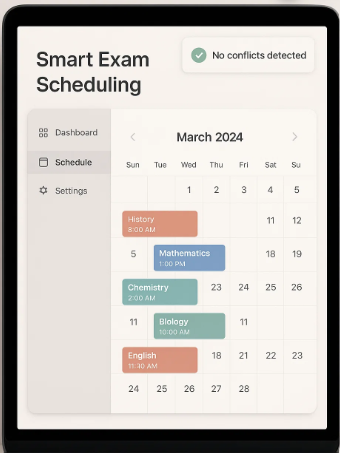 Smart Exam
Scheduling
No conflicts detected
Dashboard
Schedule
Settings
March 2024
Sun Tue Wed Thu Fri Sat Su
1 2 3 4 5
History
8:00 AM
11 12
5
Mathematics
1:00 PM
18 19
Chemistry
2:00 AM
23 24 25 26
11
Biology
10:00 AM
11
English
11:30 AM
18 21 22 23
24 25 26 27 28